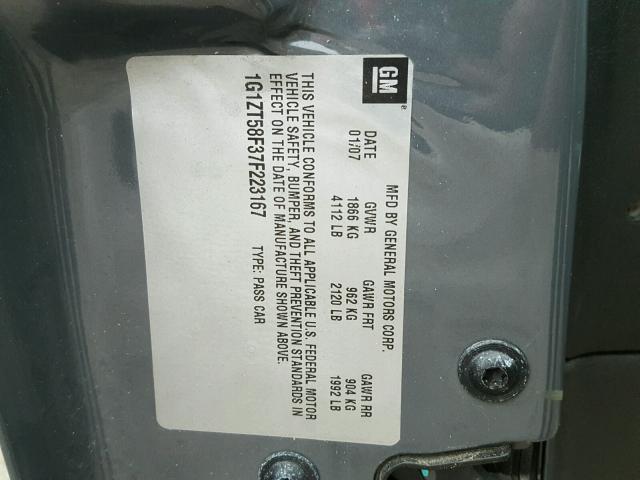 GM
MFD BY GENERAL MOTORS CORP.
DATE GVWR GAWR FRT GAWR RR
01/07 1866 KG 962 KG 904 KG
4112 LB 2120 LB 1992 LB
THIS VEHICLE CONFORMS TO ALL APPLICABLE U.S. FEDERAL MOTOR
VEHICLE SAFETY, BUMPER, AND THEFT PREVENTION STANDARDS IN
EFFECT ON THE DATE OF MANUFACTURE SHOWN ABOVE.
1G1ZT58F37F223167 TYPE: PASS CAR